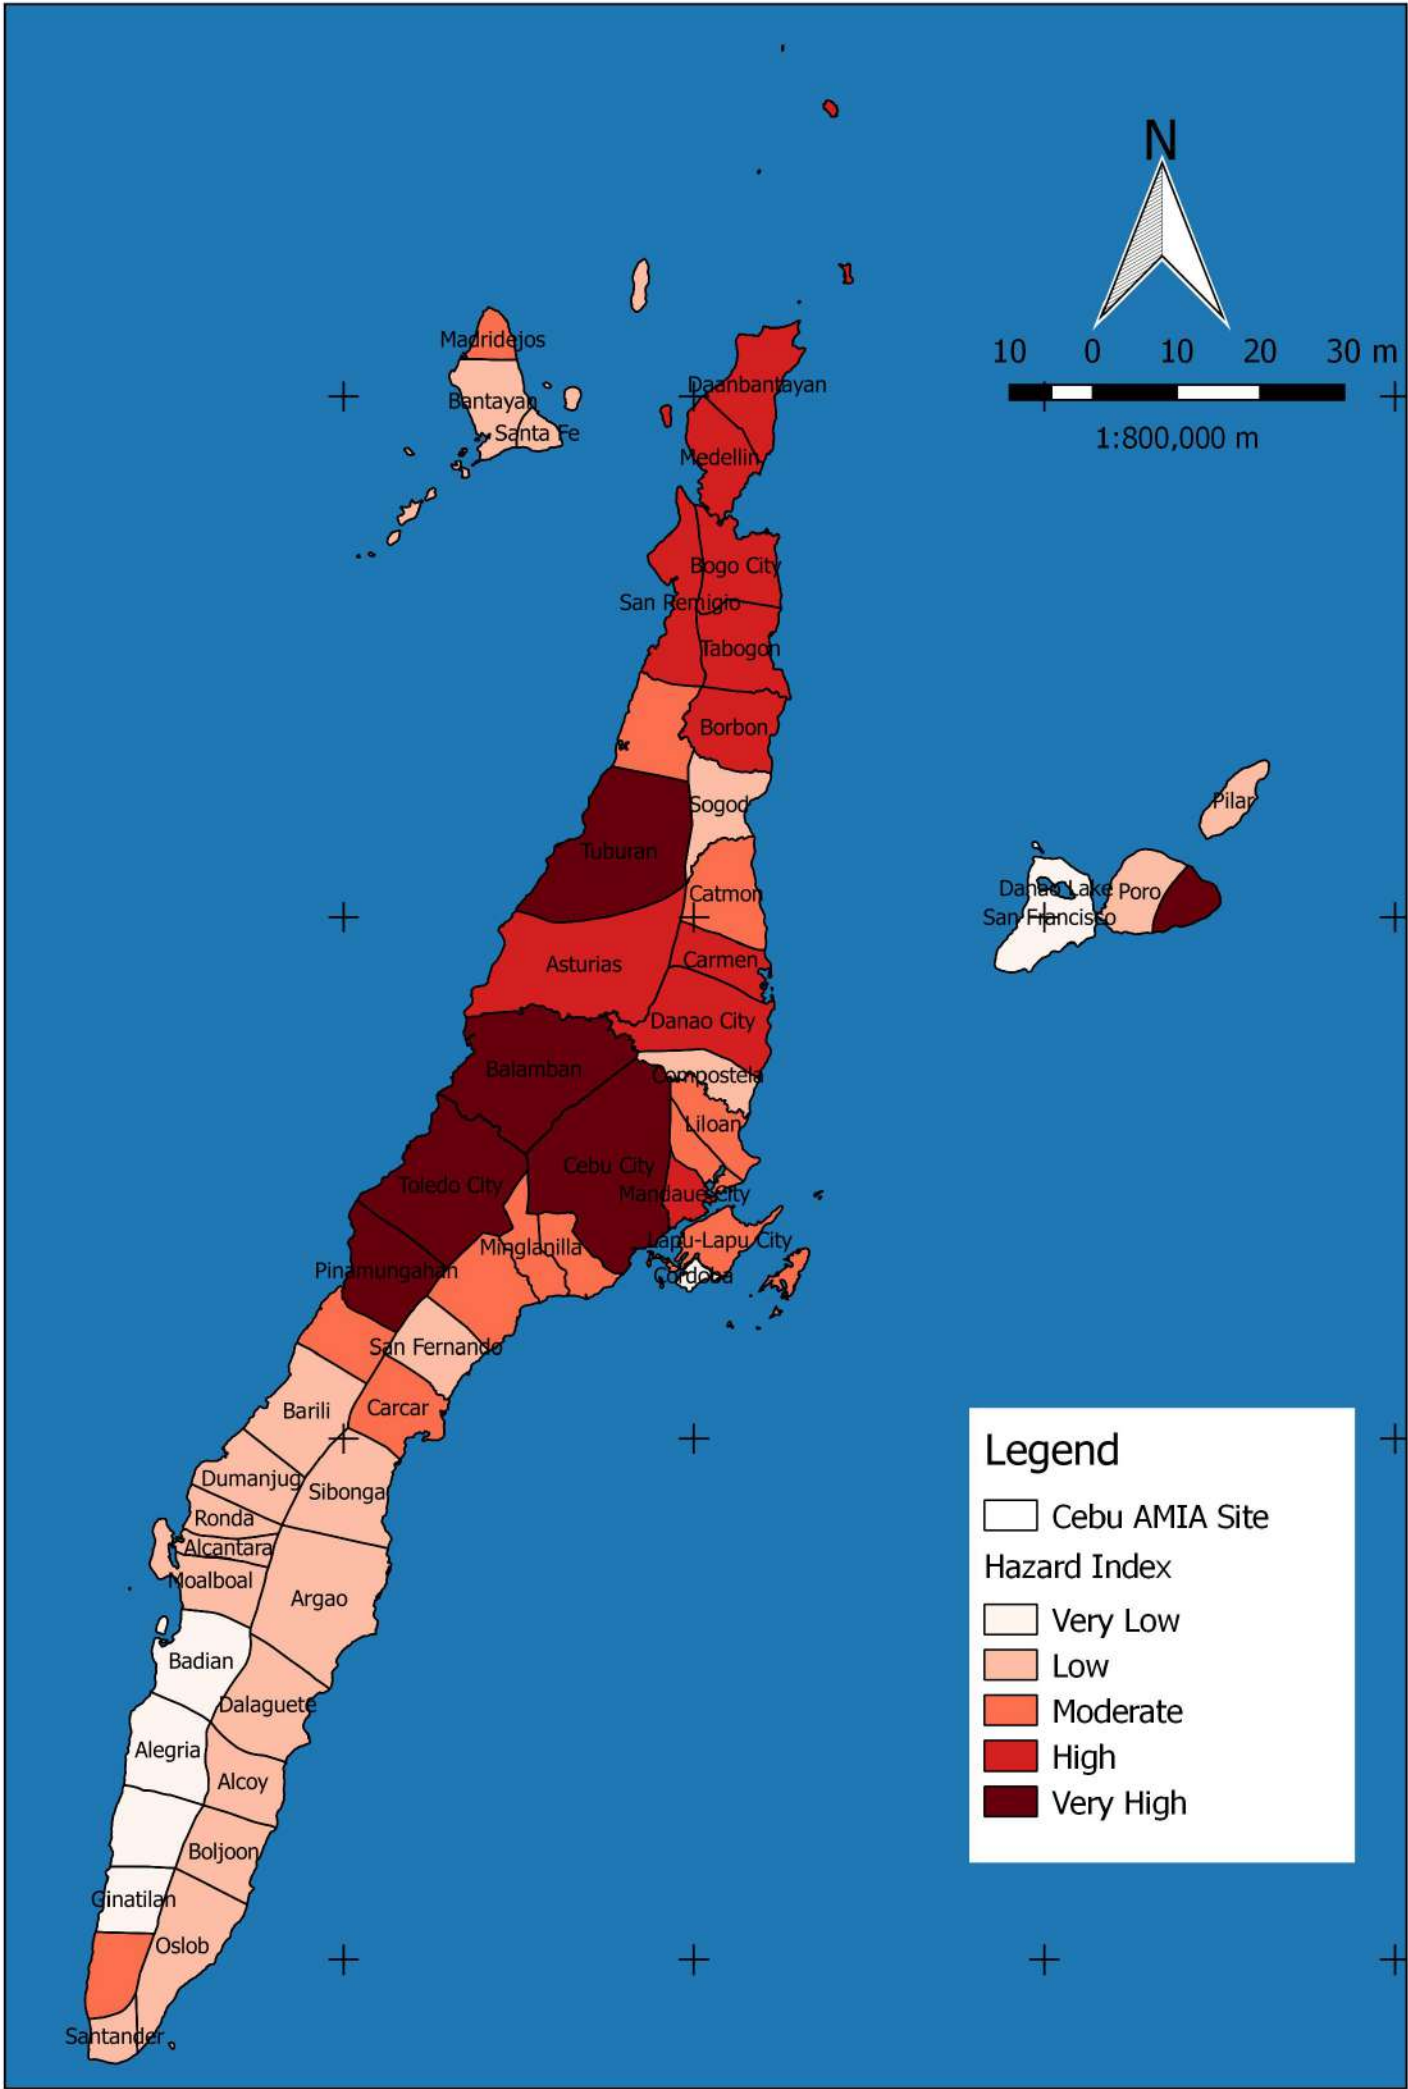 N
10 0 10 20 30 m
1:800,000 m
Madridejos
Bantayan
Santa Fe
Daanbantayan
Medellin
Bogo City
San Remigio
Tabogon
Borbon
Sogod
Pilar
Tuburan
Catmon
Danao Lake
Poro
San Francisco
Asturias
Carmen
Danao City
Balamban
Compostela
Liloan
Cebu City
Toledo City
Mandaue City
Minglanilla
Lapu-Lapu City
Pinamungahan
Cordoba
San Fernando
Barili
Carcar
Dumanjug
Sibonga
Ronda
Alcantara
Moalboal
Argao
Badian
Dalaguete
Alegria
Alcoy
Boljoon
Ginatilan
Oslob
Santander
Legend
Cebu AMIA Site
Hazard Index
Very Low
Low
Moderate
High
Very High